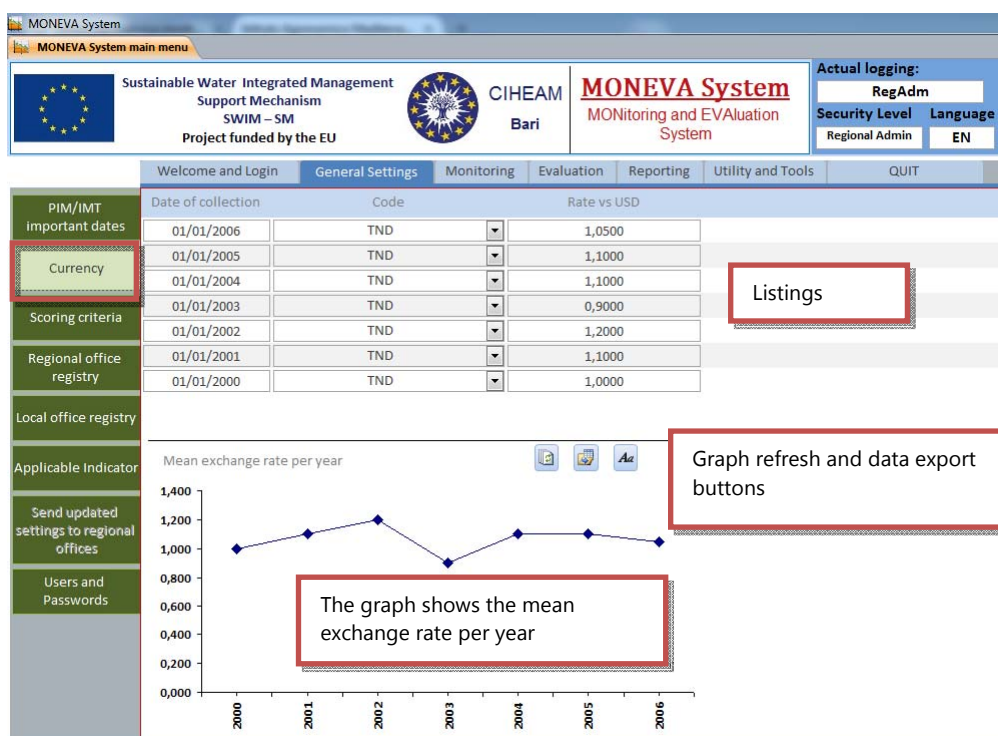 MONEVA System
MONEVA System main menu
Sustainable Water Integrated Management
Support Mechanism
SWIM – SM
Project funded by the EU
CIHEAM
Bari
MONEVA System
MONitoring and EVAluation
System
Actual logging:
RegAdm
Security Level Language
Regional Admin EN
Welcome and Login General Settings Monitoring Evaluation Reporting Utility and Tools QUIT
PIM/IMT
important dates
Currency
Scoring criteria
Regional office
registry
Local office registry
Applicable Indicator
Send updated
settings to regional
offices
Users and
Passwords
Date of collection Code Rate vs USD
01/01/2006 TND 1,0500
01/01/2005 TND 1,1000
01/01/2004 TND 1,1000
01/01/2003 TND 0,9000
01/01/2002 TND 1,2000
01/01/2001 TND 1,1000
01/01/2000 TND 1,0000
Listings
Mean exchange rate per year
Aa
Graph refresh and data export
buttons
1,400
1,200
1,000
0,800
0,600
0,400
0,200
0,000
The graph shows the mean
exchange rate per year
2000 2001 2002 2003 2004 2005 2006